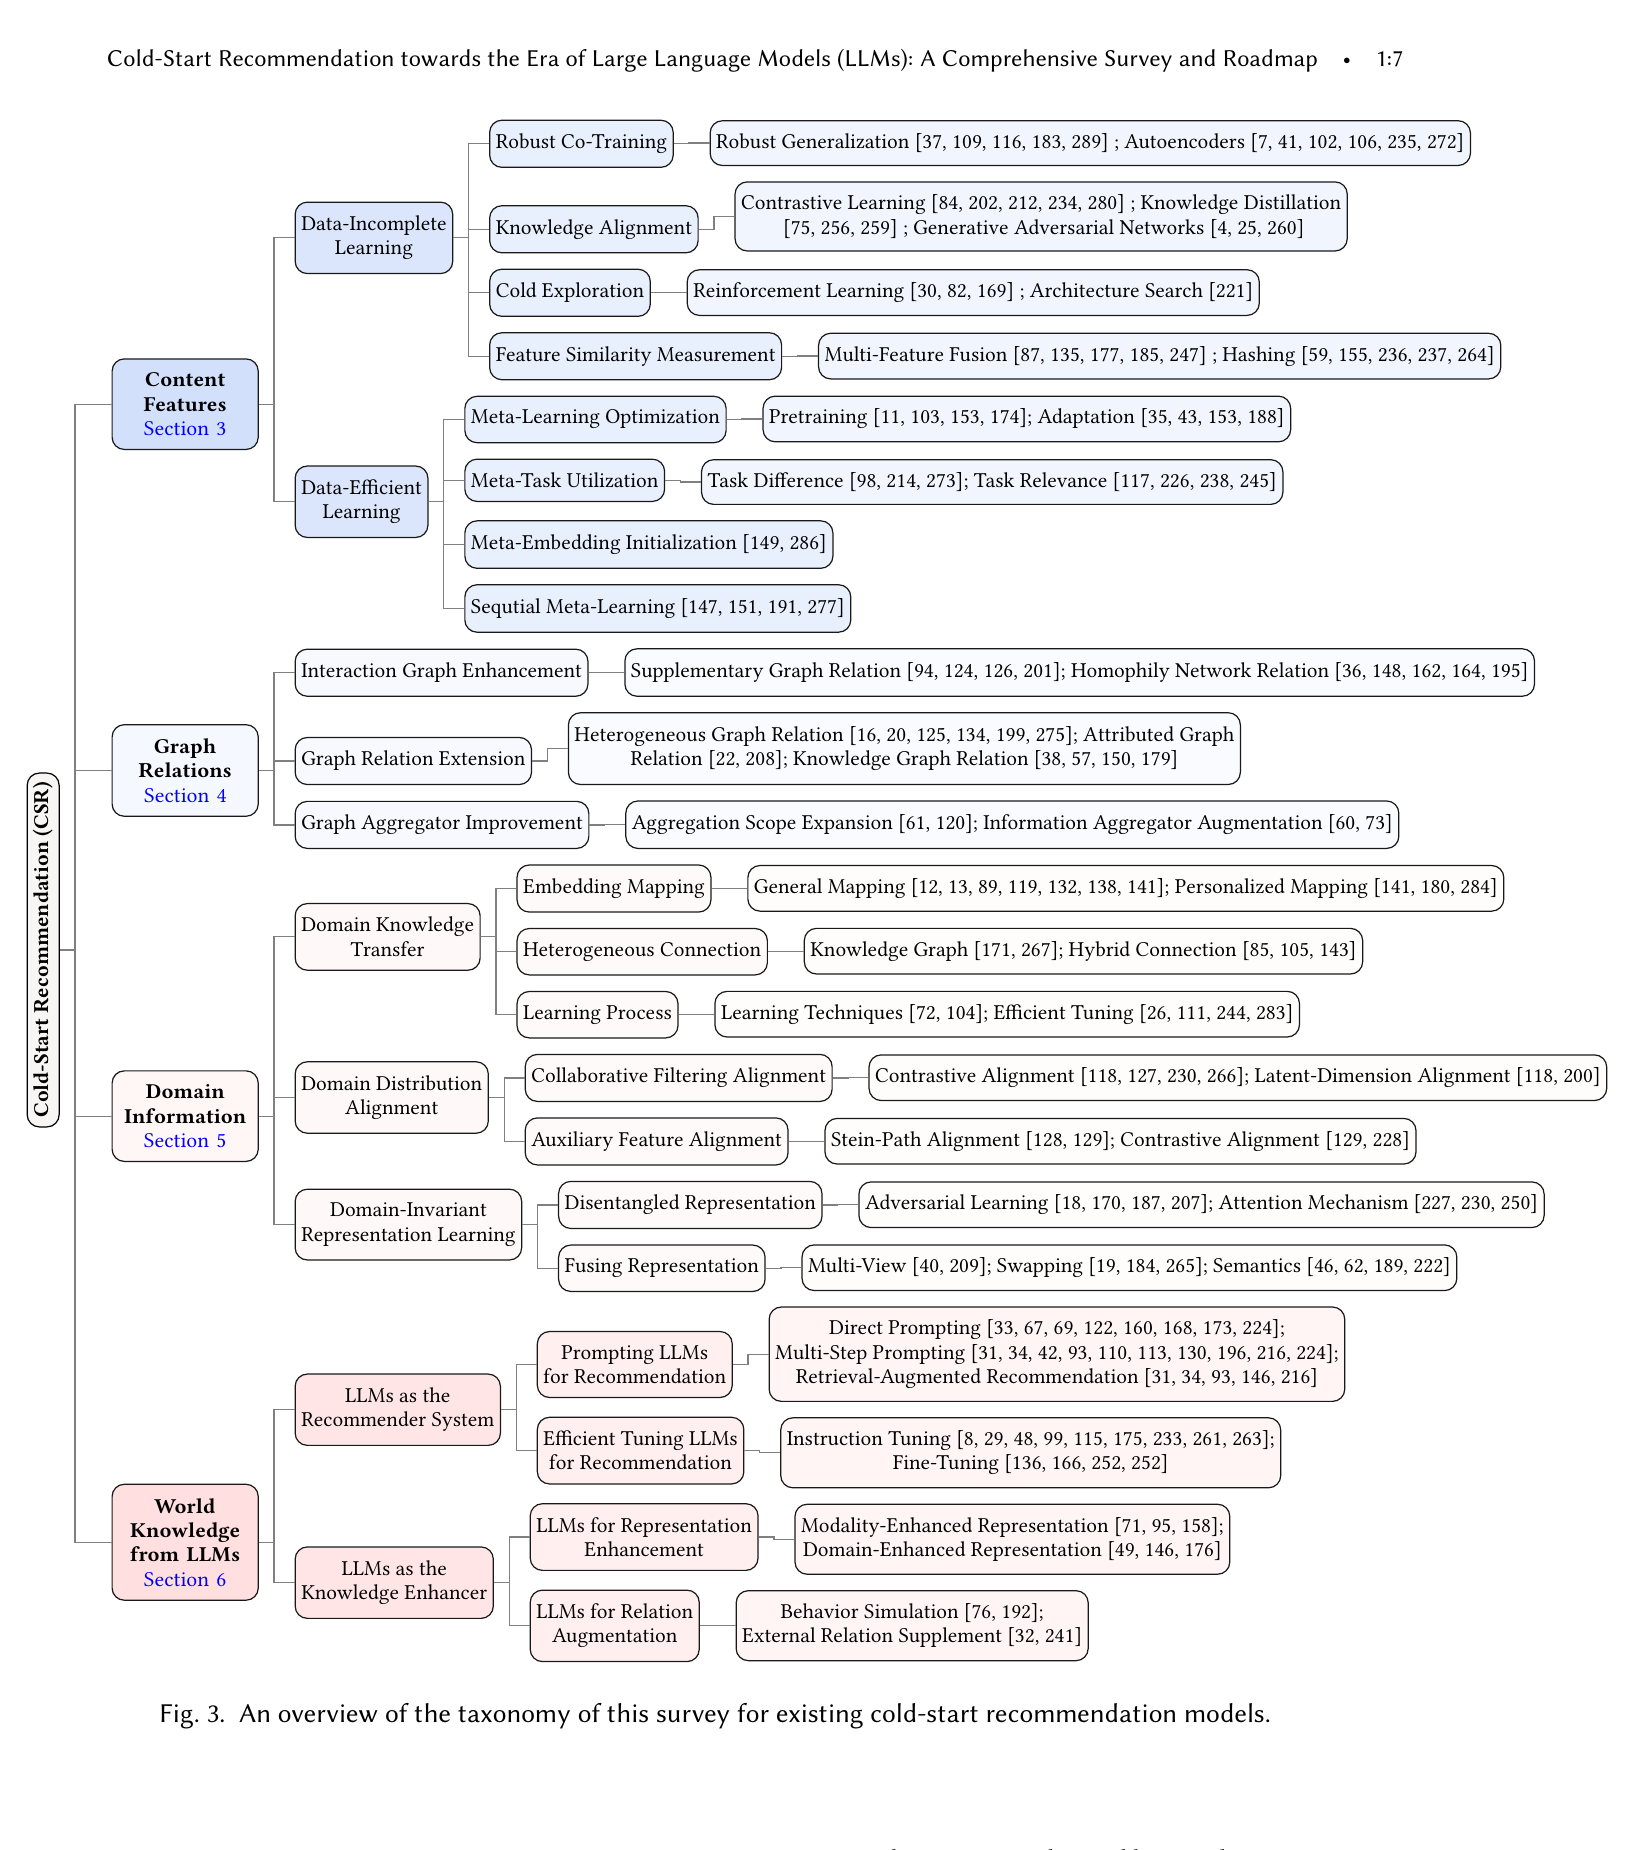 Cold-Start Recommendation towards the Era of Large Language Models (LLMs): A Comprehensive Survey and Roadmap • 1:7
Cold-Start Recommendation (CSR)
Content
Features
Section 3
Data-Incomplete
Learning
Robust Co-Training
Robust Generalization [37, 109, 116, 183, 289] ; Autoencoders [7, 41, 102, 106, 235, 272]
Knowledge Alignment
Contrastive Learning [84, 202, 212, 234, 280] ; Knowledge Distillation
[75, 256, 259] ; Generative Adversarial Networks [4, 25, 260]
Cold Exploration
Reinforcement Learning [30, 82, 169] ; Architecture Search [221]
Feature Similarity Measurement
Multi-Feature Fusion [87, 135, 177, 185, 247] ; Hashing [59, 155, 236, 237, 264]
Data-Efficient
Learning
Meta-Learning Optimization
Pretraining [11, 103, 153, 174]; Adaptation [35, 43, 153, 188]
Meta-Task Utilization
Task Difference [98, 214, 273]; Task Relevance [117, 226, 238, 245]
Meta-Embedding Initialization [149, 286]
Sequtial Meta-Learning [147, 151, 191, 277]
Graph
Relations
Section 4
Interaction Graph Enhancement
Supplementary Graph Relation [94, 124, 126, 201]; Homophily Network Relation [36, 148, 162, 164, 195]
Graph Relation Extension
Heterogeneous Graph Relation [16, 20, 125, 134, 199, 275]; Attributed Graph
Relation [22, 208]; Knowledge Graph Relation [38, 57, 150, 179]
Graph Aggregator Improvement
Aggregation Scope Expansion [61, 120]; Information Aggregator Augmentation [60, 73]
Domain
Information
Section 5
Domain Knowledge
Transfer
Embedding Mapping
General Mapping [12, 13, 89, 119, 132, 138, 141]; Personalized Mapping [141, 180, 284]
Heterogeneous Connection
Knowledge Graph [171, 267]; Hybrid Connection [85, 105, 143]
Learning Process
Learning Techniques [72, 104]; Efficient Tuning [26, 111, 244, 283]
Domain Distribution
Alignment
Collaborative Filtering Alignment
Contrastive Alignment [118, 127, 230, 266]; Latent-Dimension Alignment [118, 200]
Auxiliary Feature Alignment
Stein-Path Alignment [128, 129]; Contrastive Alignment [129, 228]
Domain-Invariant
Representation Learning
Disentangled Representation
Adversarial Learning [18, 170, 187, 207]; Attention Mechanism [227, 230, 250]
Fusing Representation
Multi-View [40, 209]; Swapping [19, 184, 265]; Semantics [46, 62, 189, 222]
World
Knowledge
from LLMs
Section 6
LLMs as the
Recommender System
Prompting LLMs
for Recommendation
Direct Prompting [33, 67, 69, 122, 160, 168, 173, 224];
Multi-Step Prompting [31, 34, 42, 93, 110, 113, 130, 196, 216, 224];
Retrieval-Augmented Recommendation [31, 34, 93, 146, 216]
Efficient Tuning LLMs
for Recommendation
Instruction Tuning [8, 29, 48, 99, 115, 175, 233, 261, 263];
Fine-Tuning [136, 166, 252, 252]
LLMs as the
Knowledge Enhancer
LLMs for Representation
Enhancement
Modality-Enhanced Representation [71, 95, 158];
Domain-Enhanced Representation [49, 146, 176]
LLMs for Relation
Augmentation
Behavior Simulation [76, 192];
External Relation Supplement [32, 241]
Fig. 3. An overview of the taxonomy of this survey for existing cold-start recommendation models.